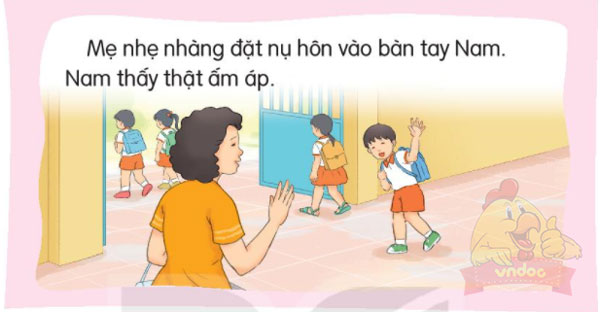 Mẹ nhẹ nhàng đặt nụ hôn vào bàn tay Nam.
Nam thấy thật ấm áp.
vndoc